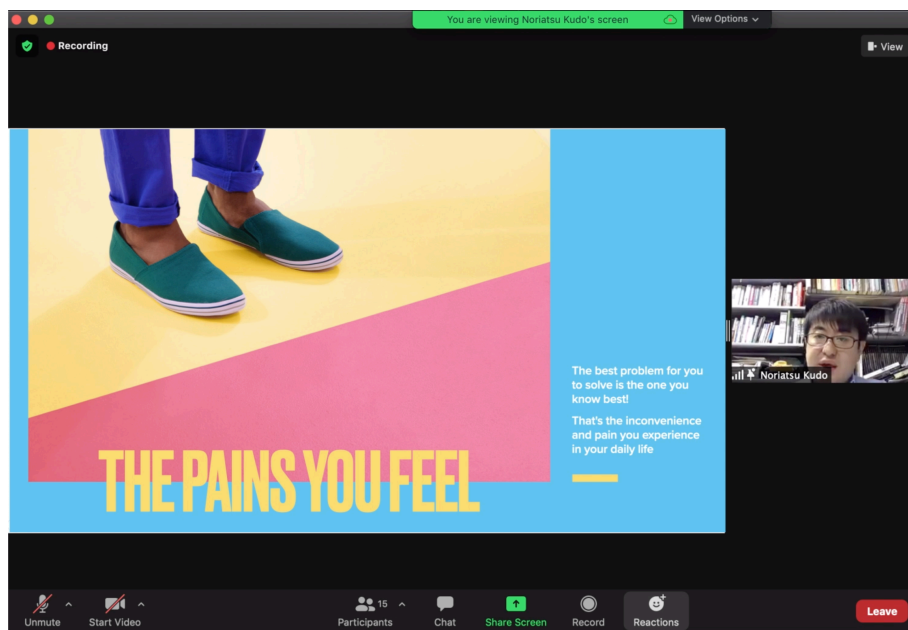 You are viewing Noriatsu Kudo's screen
View Options
Recording
View
The best problem for you
to solve is the one you
know best!
That's the inconvenience
and pain you experience
in your daily life
THE PAINS YOU FEEL
Noriatsu Kudo
15
Unmute
Start Video
Participants
Chat
Share Screen
Record
Reactions
Leave